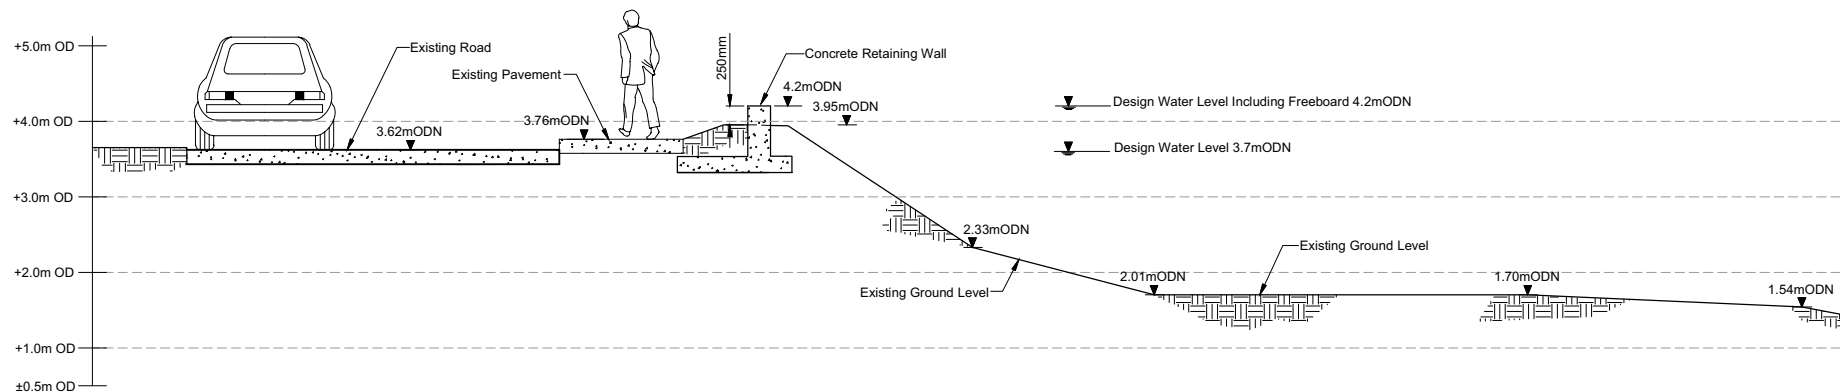 +5.0m OD
+4.0m OD
+3.0m OD
+2.0m OD
+1.0m OD
±0.5m OD
Existing Road
Existing Pavement
3.62mODN
3.76mODN
250mm
Concrete Retaining Wall
4.2mODN
3.95mODN
Design Water Level Including Freeboard 4.2mODN
Design Water Level 3.7mODN
2.33mODN
Existing Ground Level
2.01mODN
Existing Ground Level
1.70mODN
1.54mODN